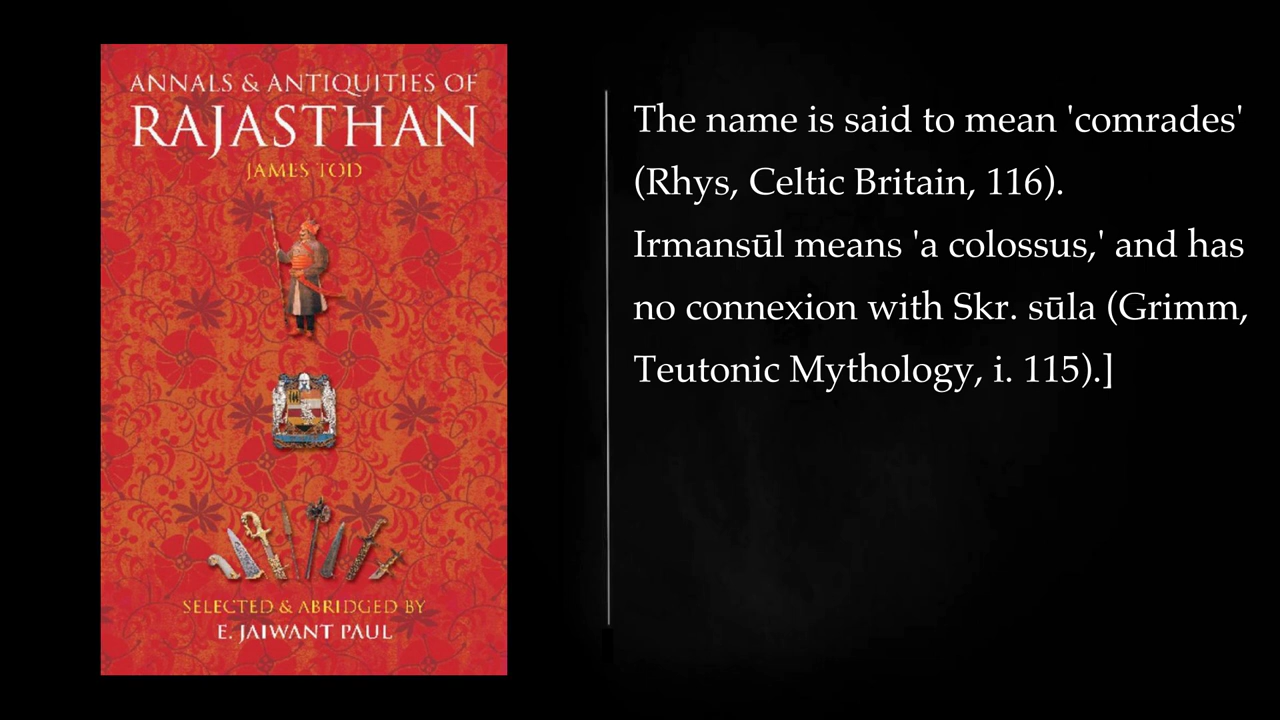 ANNALS & ANTIQUITIES OF
RAJASTHAN
JAMES TOD
SELECTED & ABRIDGED BY
E. JAIWANT PAUL
The name is said to mean 'comrades'
(Rhys, Celtic Britain, 116).
Irmansūl means 'a colossus,' and has
no connexion with Skr. sūla (Grimm,
Teutonic Mythology, i. 115).]